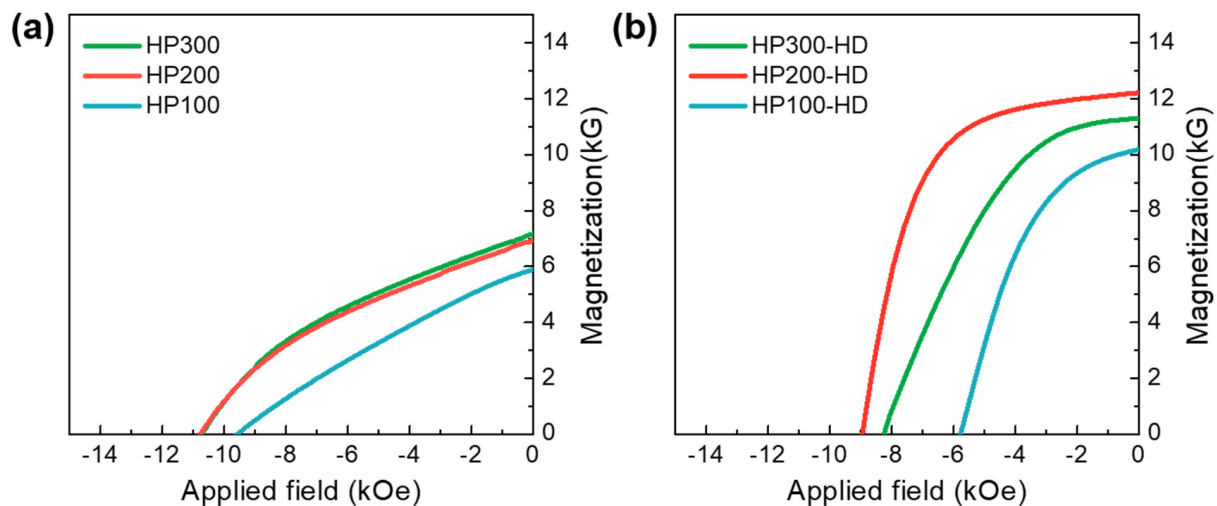 (a)
HP300
HP200
HP100
14
12
10
8
6
4
2
0
Magnetization(kG)
-14 -12 -10 -8 -6 -4 -2 0
Applied field (kOe)
(b)
HP300-HD
HP200-HD
HP100-HD
14
12
10
8
6
4
2
0
Magnetization(kG)
-14 -12 -10 -8 -6 -4 -2 0
Applied field (kOe)